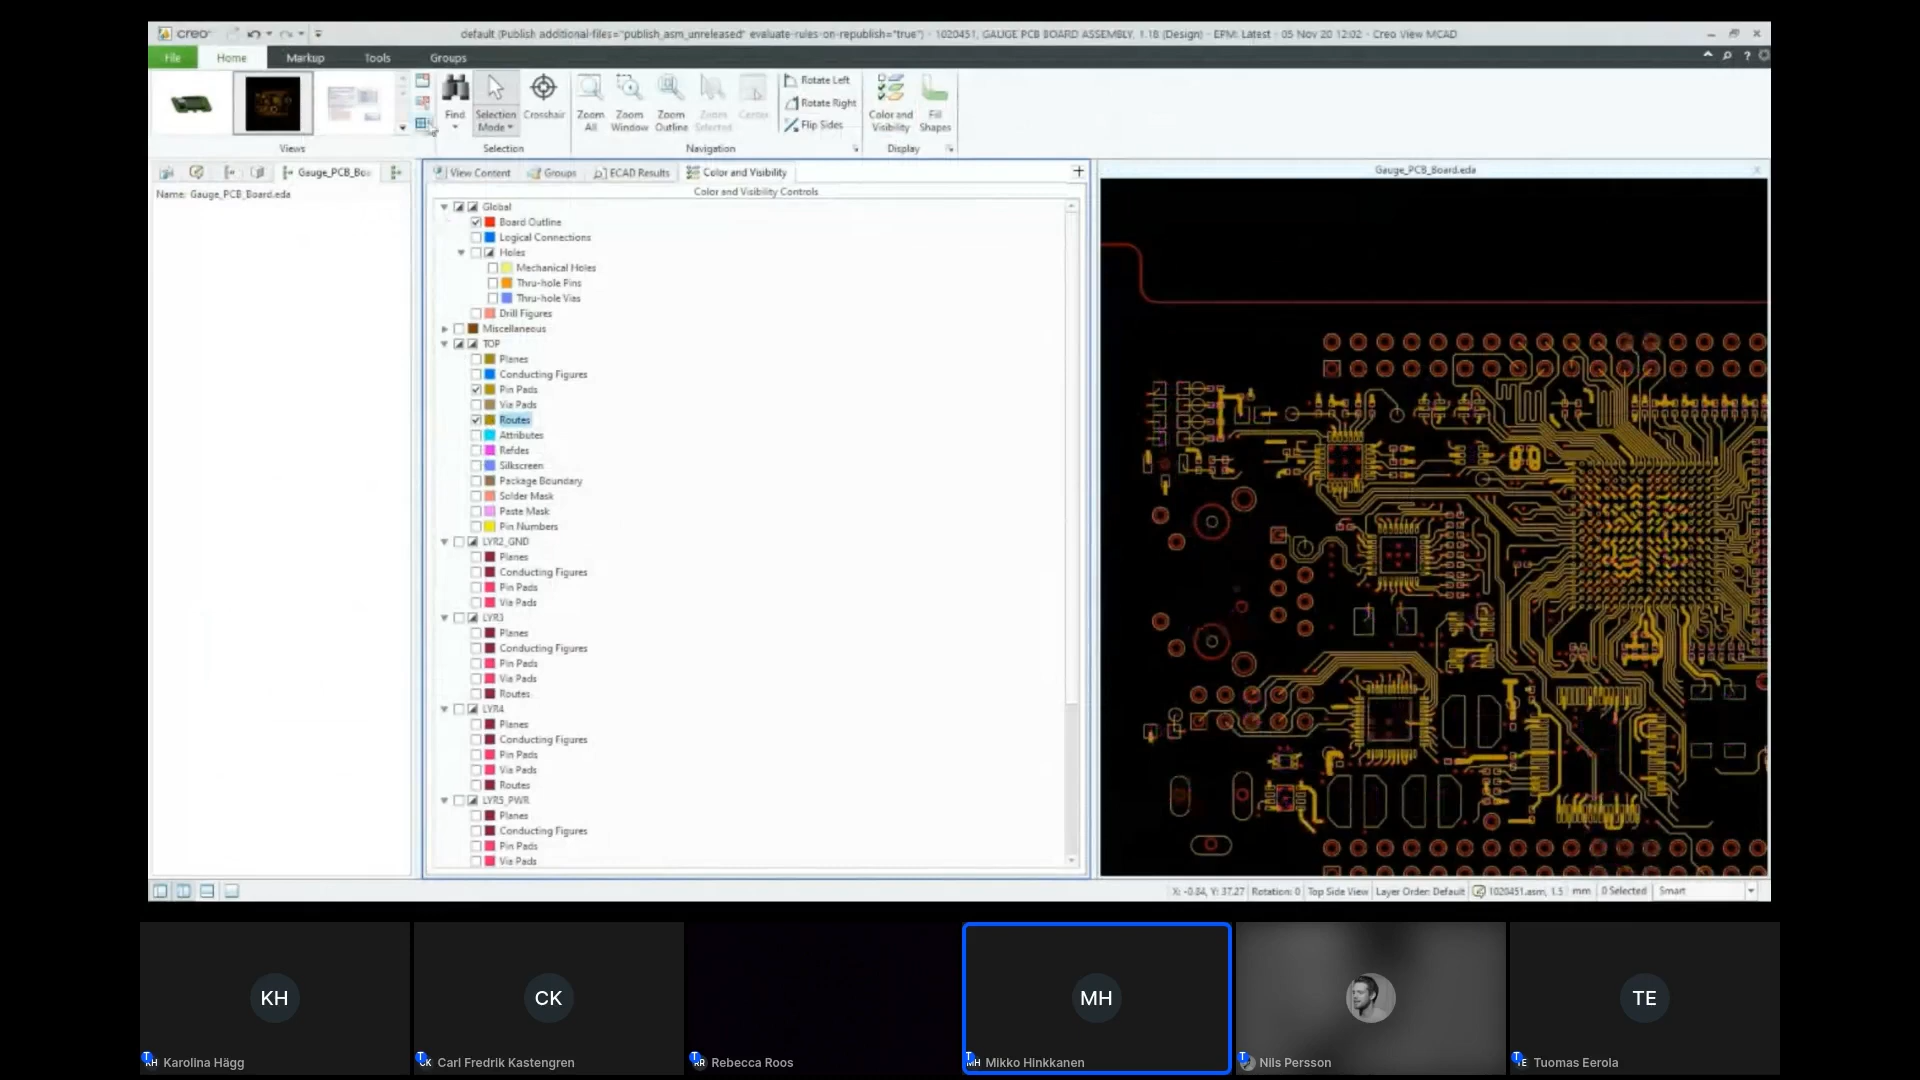 creo
default (Publish additional-files="publish_asm_unreleased" evaluate-rules-on-republish="true") - 1020451, GAUGE PCB BOARD ASSEMBLY, 1.18 (Design) - EPM: Latest - 05 Nov 20 12:02 - Creo View MCAD
File Home Markup Tools Groups
Find
Selection Mode
Crosshair
Zoom All
Zoom Window
Zoom Outline
Zoom Selected
Center
Rotate Left
Rotate Right
Flip Sides
Color and Visibility
Fill Shapes
Views Selection Navigation Display
Gauge_PCB_Boa
Name: Gauge_PCB_Board.eda
View Content Groups ECAD Results Color and Visibility
Color and Visibility Controls
Global
Board Outline
Logical Connections
Holes
Mechanical Holes
Thru-hole Pins
Thru-hole Vias
Drill Figures
Miscellaneous
TOP
Planes
Conducting Figures
Pin Pads
Via Pads
Routes
Attributes
Refdes
Silkscreen
Package Boundary
Solder Mask
Paste Mask
Pin Numbers
LYR2_GND
Planes
Conducting Figures
Pin Pads
Via Pads
LYR3
Planes
Conducting Figures
Pin Pads
Via Pads
Routes
LYR4
Planes
Conducting Figures
Pin Pads
Via Pads
Routes
LYR5_PWR
Planes
Conducting Figures
Pin Pads
Via Pads
Gauge_PCB_Board.eda
X: -0.84, Y: 37.27 Rotation: 0 Top Side View Layer Order: Default 1020451.asm, 1.5 mm 0 Selected Smart
KH
CK
MH
TE
Karolina Hägg
Carl Fredrik Kastengren
Rebecca Roos
Mikko Hinkkanen
Nils Persson
Tuomas Eerola